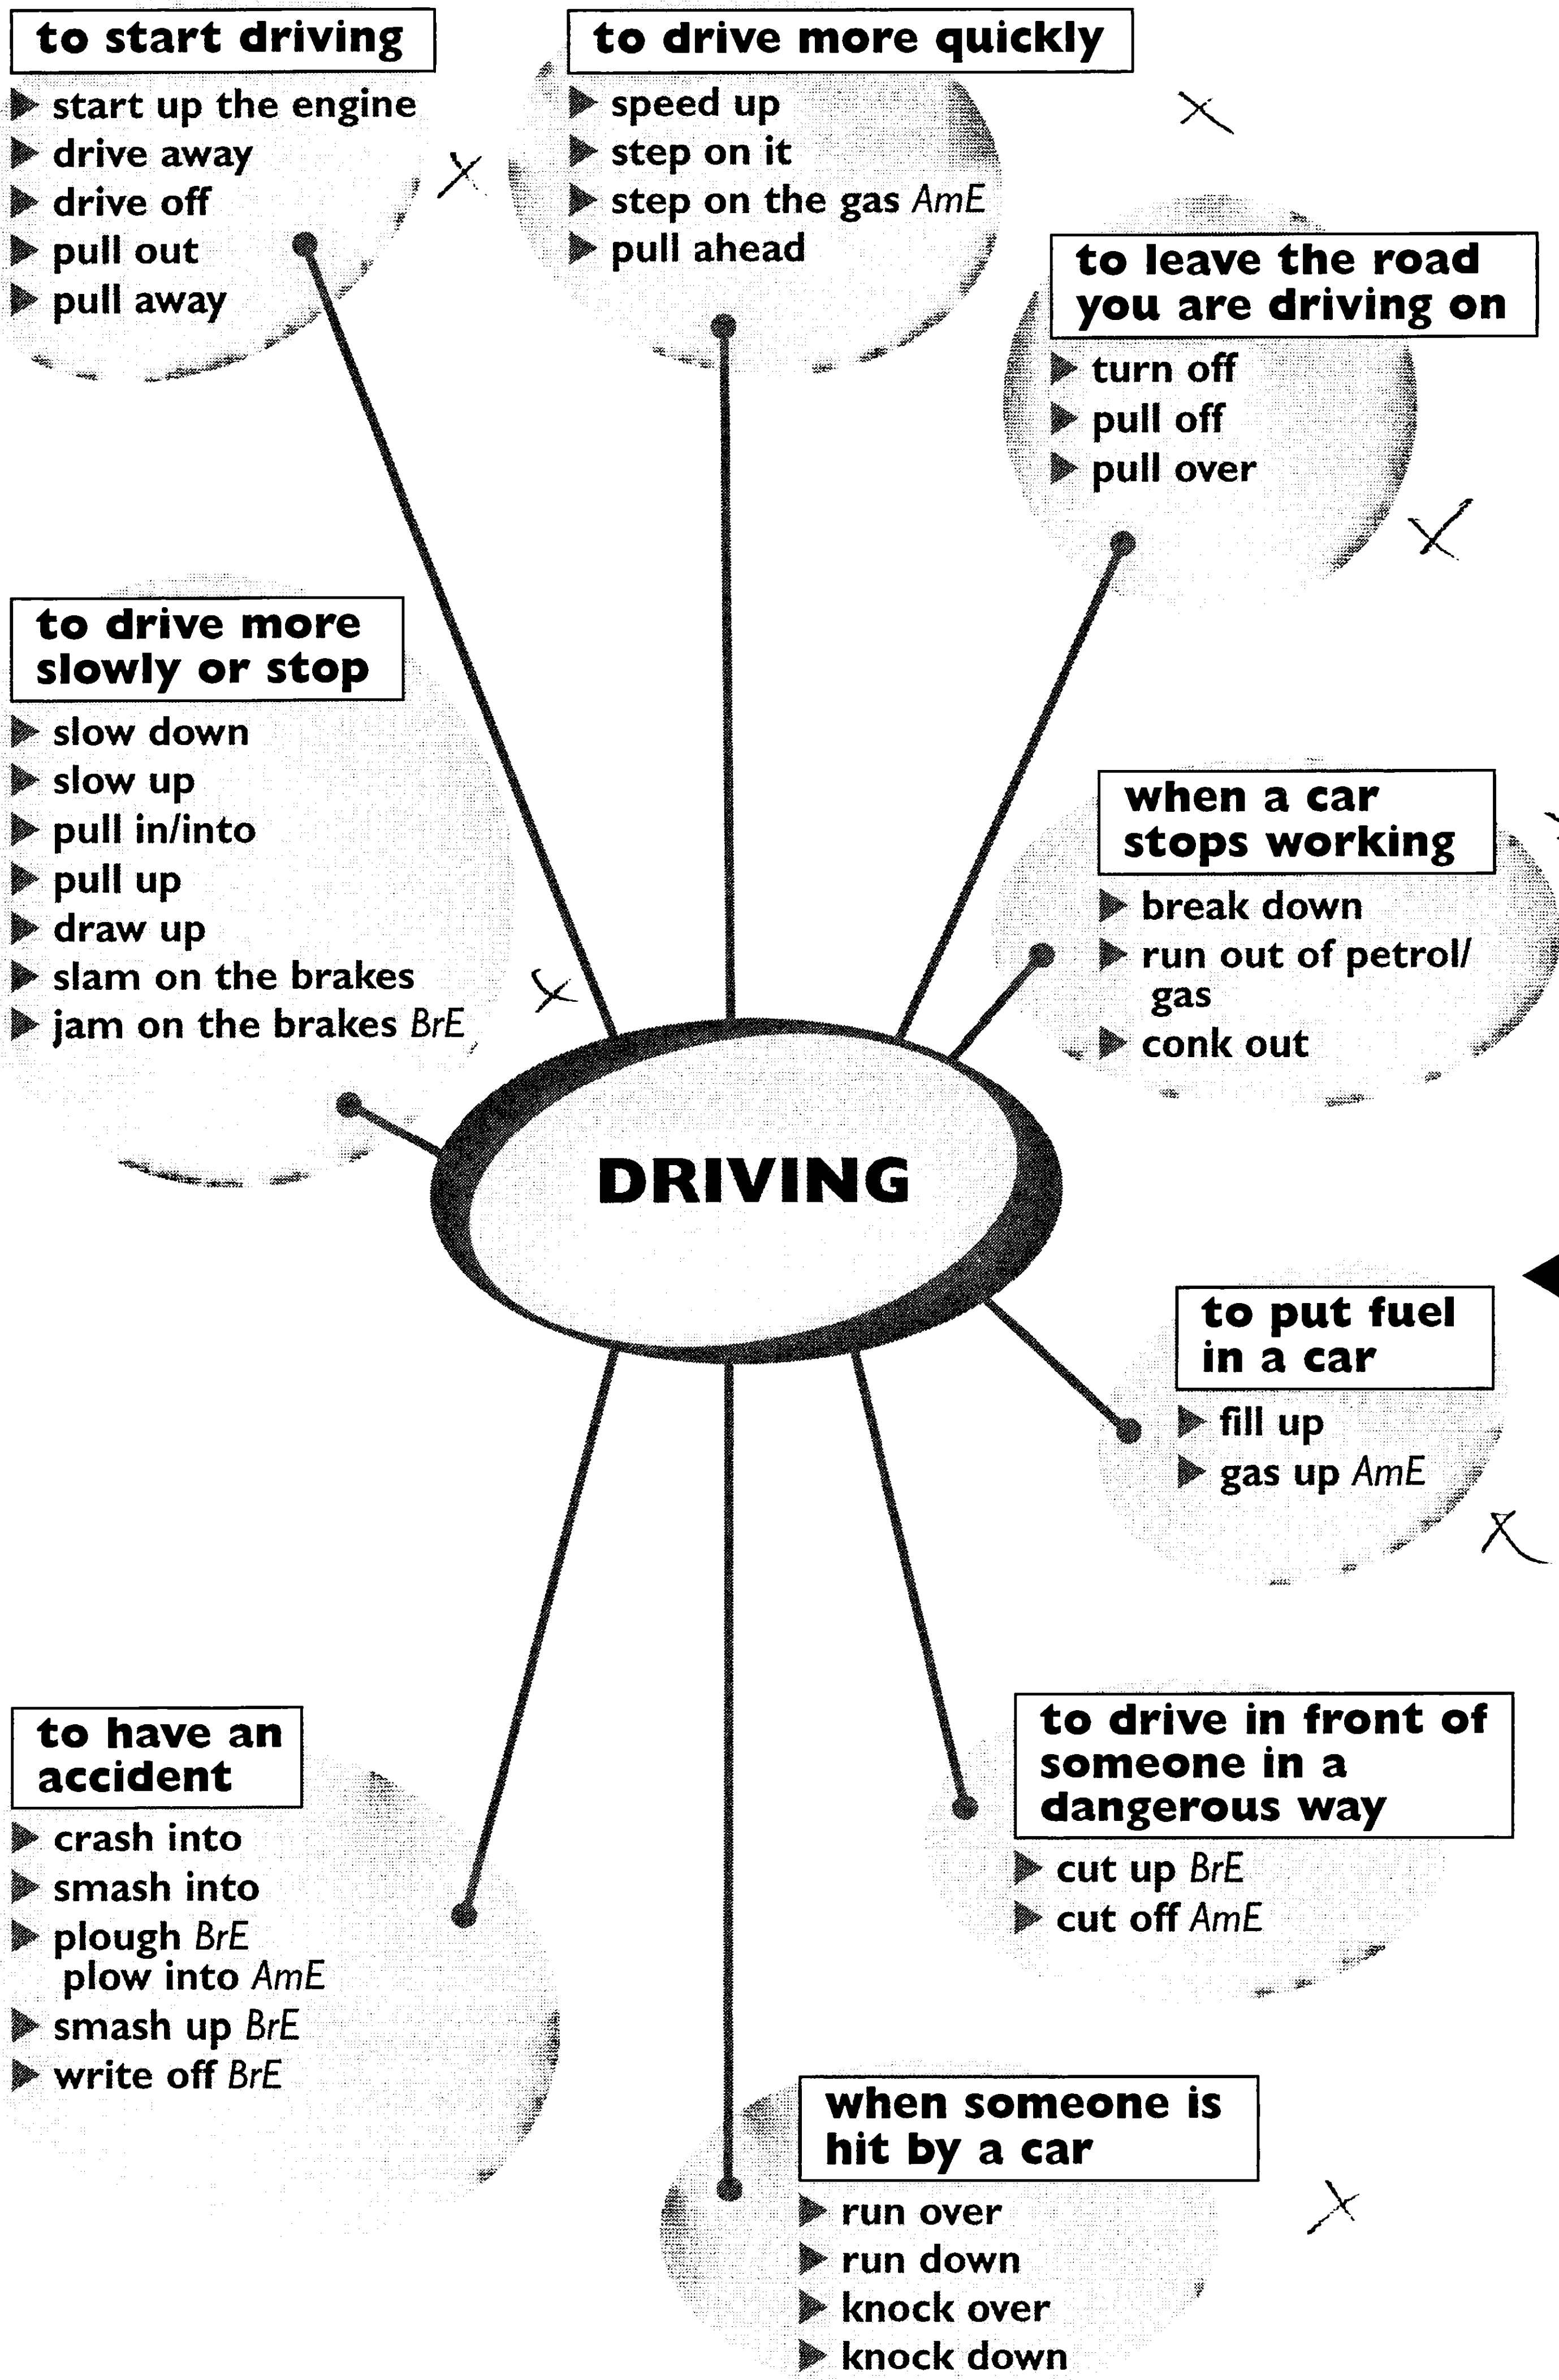 to start driving
start up the engine
drive away
drive off
pull out
pull away
to drive more quickly
speed up
step on it
step on the gas AmE
pull ahead
to leave the road
you are driving on
turn off
pull off
pull over
to drive more
slowly or stop
slow down
slow up
pull in/into
pull up
draw up
slam on the brakes
jam on the brakes BrE
when a car
stops working
break down
run out of petrol/
gas
conk out
DRIVING
to put fuel
in a car
fill up
gas up AmE
to have an
accident
crash into
smash into
plough BrE
plow into AmE
smash up BrE
write off BrE
to drive in front of
someone in a
dangerous way
cut up BrE
cut off AmE
when someone is
hit by a car
run over
run down
knock over
knock down